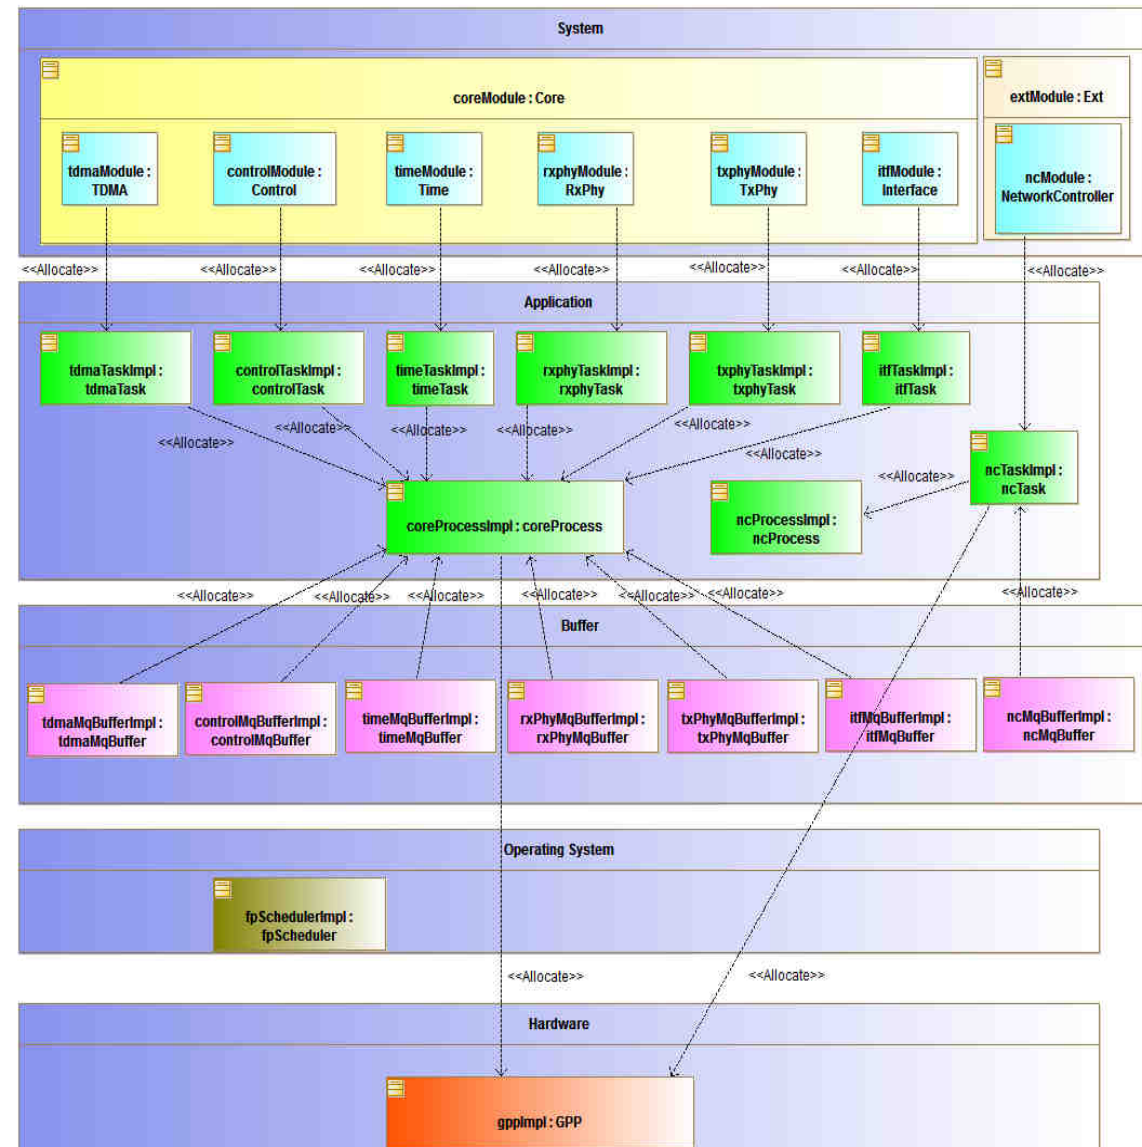 System
coreModule : Core
extModule : Ext
tdmaModule :
TDMA
controlModule :
Control
timeModule :
Time
rxphyModule :
RxPhy
txphyModule :
TxPhy
itfModule :
Interface
ncModule :
NetworkController
<<Allocate>>
<<Allocate>>
<<Allocate>>
<<Allocate>>
<<Allocate>>
<<Allocate>>
<<Allocate>>
Application
tdmaTaskImpl :
tdmaTask
controlTaskImpl :
controlTask
timeTaskImpl :
timeTask
rxphyTaskImpl :
rxphyTask
txphyTaskImpl :
txphyTask
itfTaskImpl :
itfTask
<<Allocate>>
<<Allocate>>
<<Allocate>>
<<Allocate>>
<<Allocate>>
<<Allocate>>
<<Allocate>>
ncTaskImpl :
ncTask
coreProcessImpl : coreProcess
ncProcessImpl :
ncProcess
<<Allocate>>
<<Allocate>>
<<Allocate>>
<<Allocate>>
<<Allocate>>
<<Allocate>>
<<Allocate>>
Buffer
tdmaMqBufferImpl :
tdmaMqBuffer
controlMqBufferImpl :
controlMqBuffer
timeMqBufferImpl :
timeMqBuffer
rxPhyMqBufferImpl :
rxPhyMqBuffer
txPhyMqBufferImpl :
txPhyMqBuffer
itfMqBufferImpl :
itfMqBuffer
ncMqBufferImpl :
ncMqBuffer
Operating System
fpSchedulerImpl :
fpScheduler
<<Allocate>>
<<Allocate>>
Hardware
gppImpl : GPP